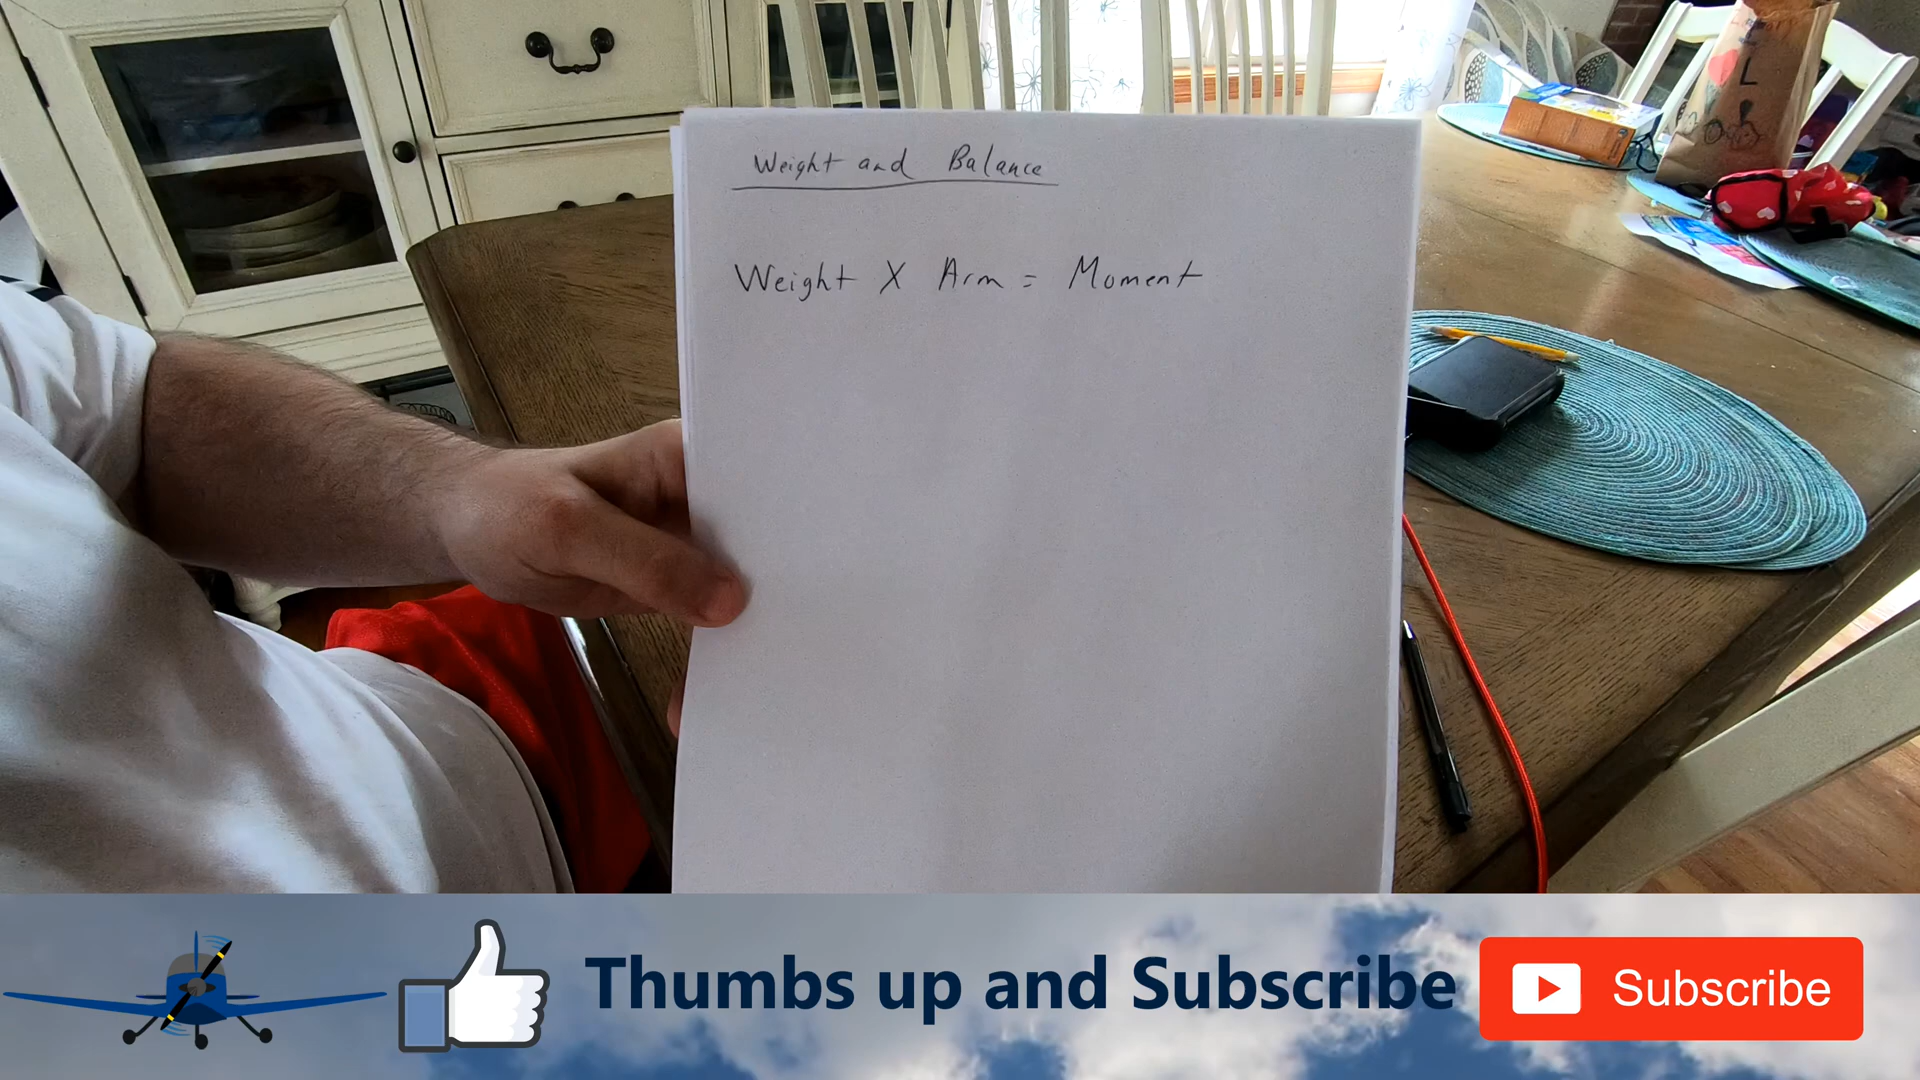 Weight and Balance
Weight X Arm = Moment
Thumbs up and Subscribe
Subscribe